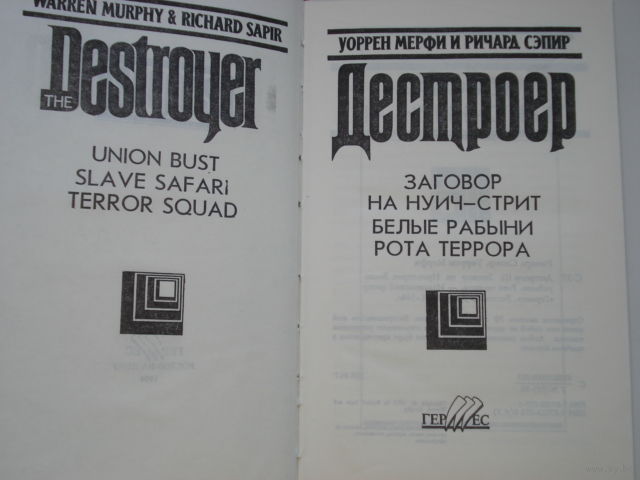 WARREN MURPHY & RICHARD SAPIR
THE Destroyer
UNION BUST
SLAVE SAFARI
TERROR SQUAD
УОРРЕН МЕРФИ И РИЧАРД СЭПИР
Дестроер
ЗАГОВОР
НА НУИЧ-СТРИТ
БЕЛЫЕ РАБЫНИ
РОТА ТЕРРОРА
ГЕРМЕС